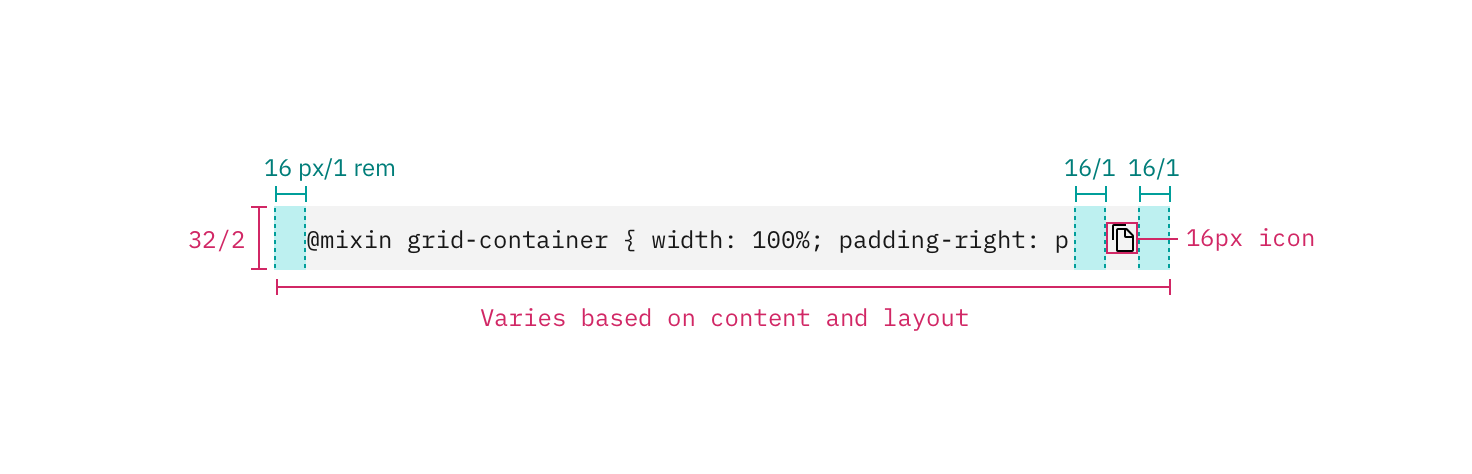 16 px/1 rem
16/1
16/1
32/2
@mixin grid-container { width: 100%; padding-right: p
16px icon
Varies based on content and layout